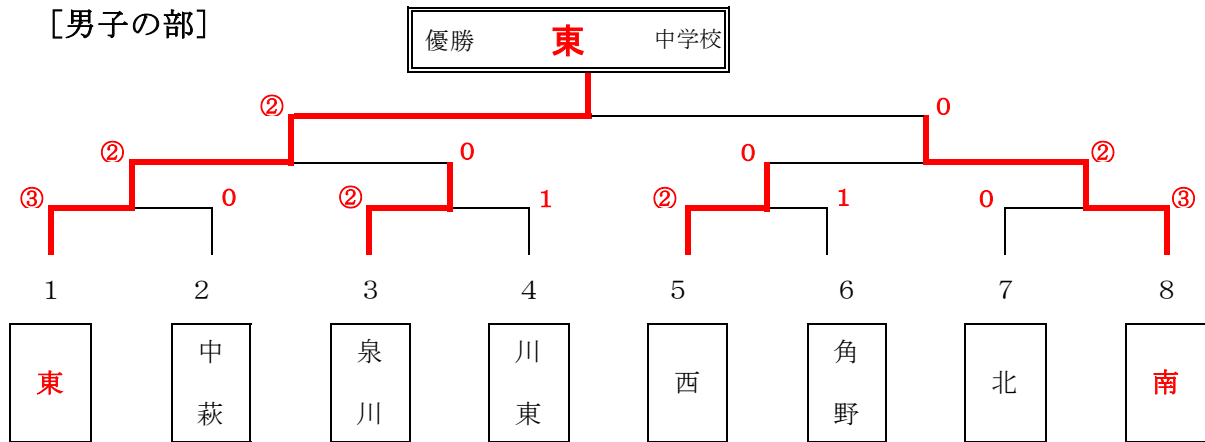 ［男子の部］
優勝 東 中学校
② 0
② 0 0 ②
③ 0 ② 1 ② 1 0 ③
1 2 3 4 5 6 7 8
東 中萩 泉川 川東 西 角野 北 南